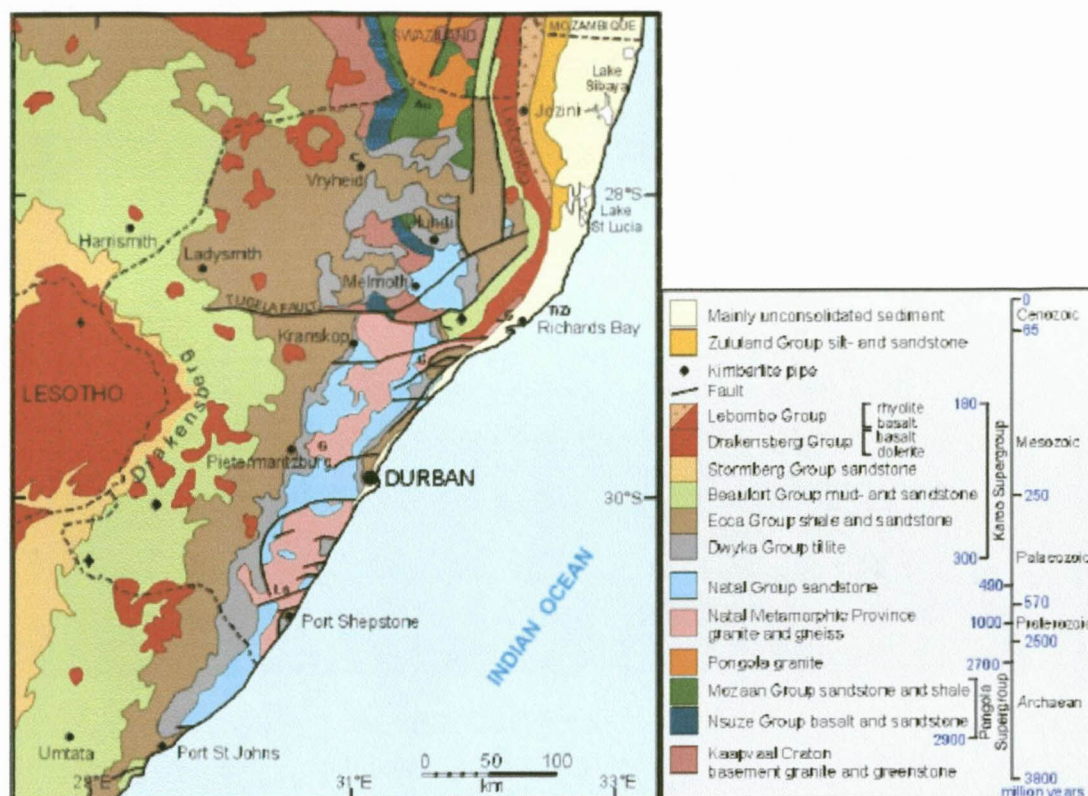 MOZAMBIQUE
SWAZILAND
Lake
Sibaya
Au
Jozini
Lebombo
C
Vryheid
28°S
Lake
St Lucia
Harrismith
Ladysmith
Melmoth
TUGELA FAULT
Ti Zr
Richards Bay
Kranskop
G
LESOTHO
Drakensberg
G
Pietermaritzburg
DURBAN
30°S
INDIAN OCEAN
Ls
Port Shepstone
Umtata
Port St Johns
0 50 100
km
28°E
31°E
33°E
Mainly unconsolidated sediment
Zululand Group silt- and sandstone
Kimberlite pipe
Fault
Lebombo Group
rhyolite
basalt
Drakensberg Group
basalt
dolerite
Stormberg Group sandstone
Beaufort Group mud- and sandstone
Ecca Group shale and sandstone
Dwyka Group tillite
Natal Group sandstone
Natal Metamorphic Province
granite and gneiss
Pongola granite
Mozaan Group sandstone and shale
Nsuze Group basalt and sandstone
Kaapvaal Craton
basement granite and greenstone
180
300
Karoo Supergroup
490
1000
2700
2900
Pongola
Supergroup
0
Cenozoic
65
Mesozoic
250
Palaeozoic
570
Proterozoic
2500
Archaean
3800
million years